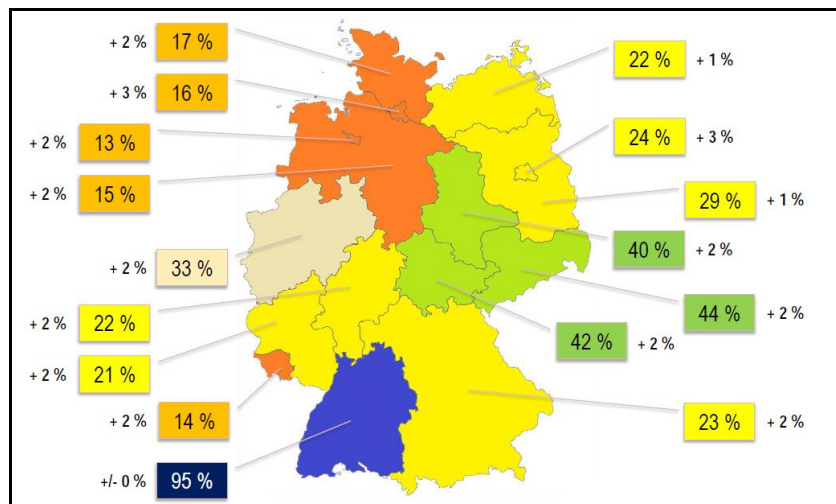 + 2 % 17 %
22 % + 1 %
+ 3 % 16 %
24 % + 3 %
+ 2 % 13 %
+ 2 % 15 %
29 % + 1 %
40 % + 2 %
+ 2 % 33 %
44 % + 2 %
+ 2 % 22 %
42 % + 2 %
+ 2 % 21 %
+ 2 % 14 %
23 % + 2 %
+/- 0 % 95 %